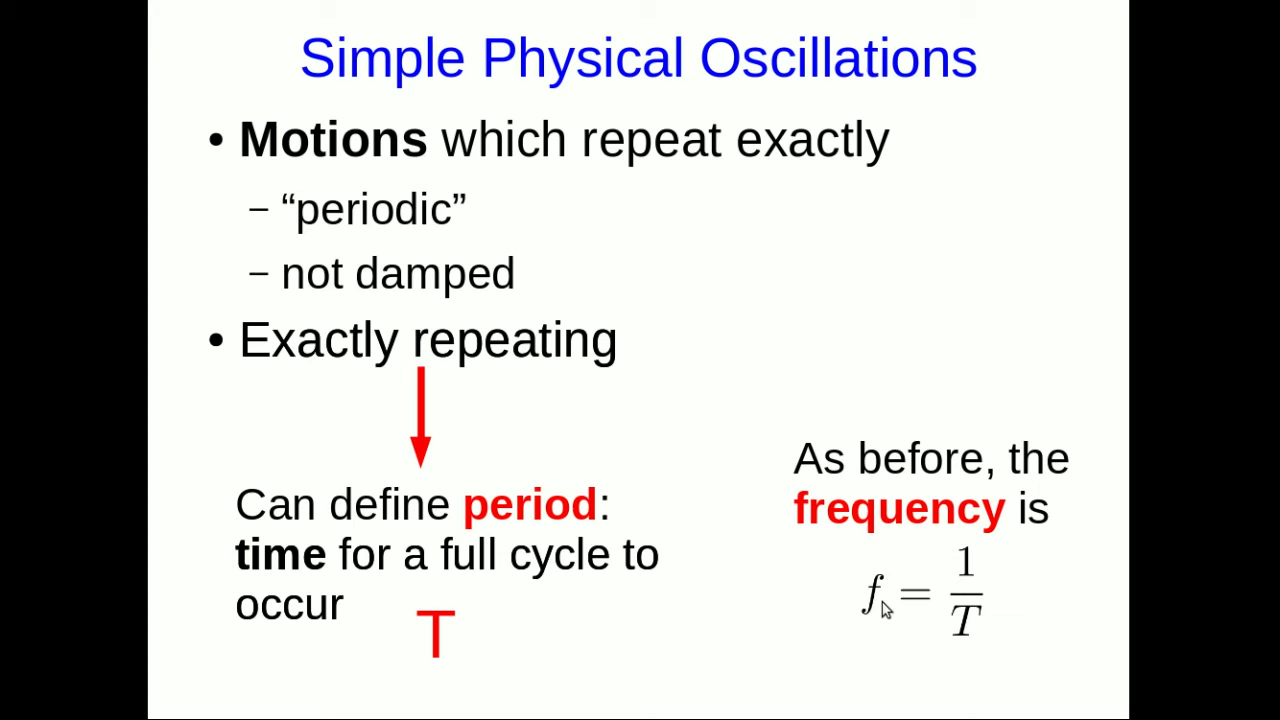 Simple Physical Oscillations
• Motions which repeat exactly
– “periodic”
– not damped
• Exactly repeating
Can define period:
time for a full cycle to
occur
T
As before, the
frequency is
f = 1/T